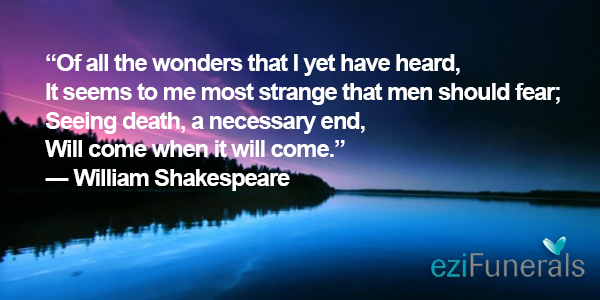 “Of all the wonders that I yet have heard,
It seems to me most strange that men should fear;
Seeing death, a necessary end,
Will come when it will come.”
— William Shakespeare
eziFunerals